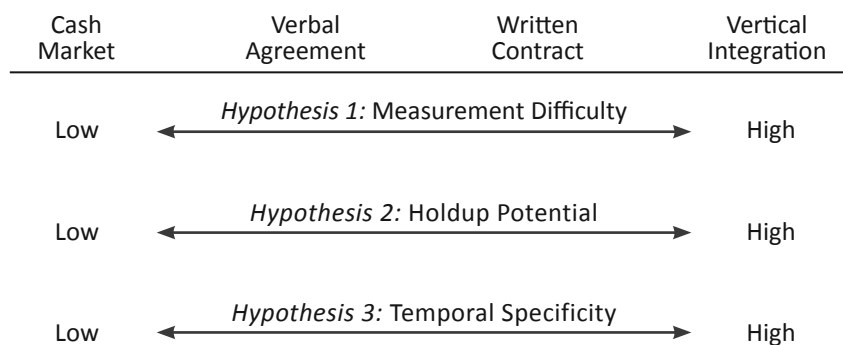 Cash Verbal Written Vertical
Market Agreement Contract Integration
Hypothesis 1: Measurement Difficulty
Low High
Hypothesis 2: Holdup Potential
Low High
Hypothesis 3: Temporal Specificity
Low High